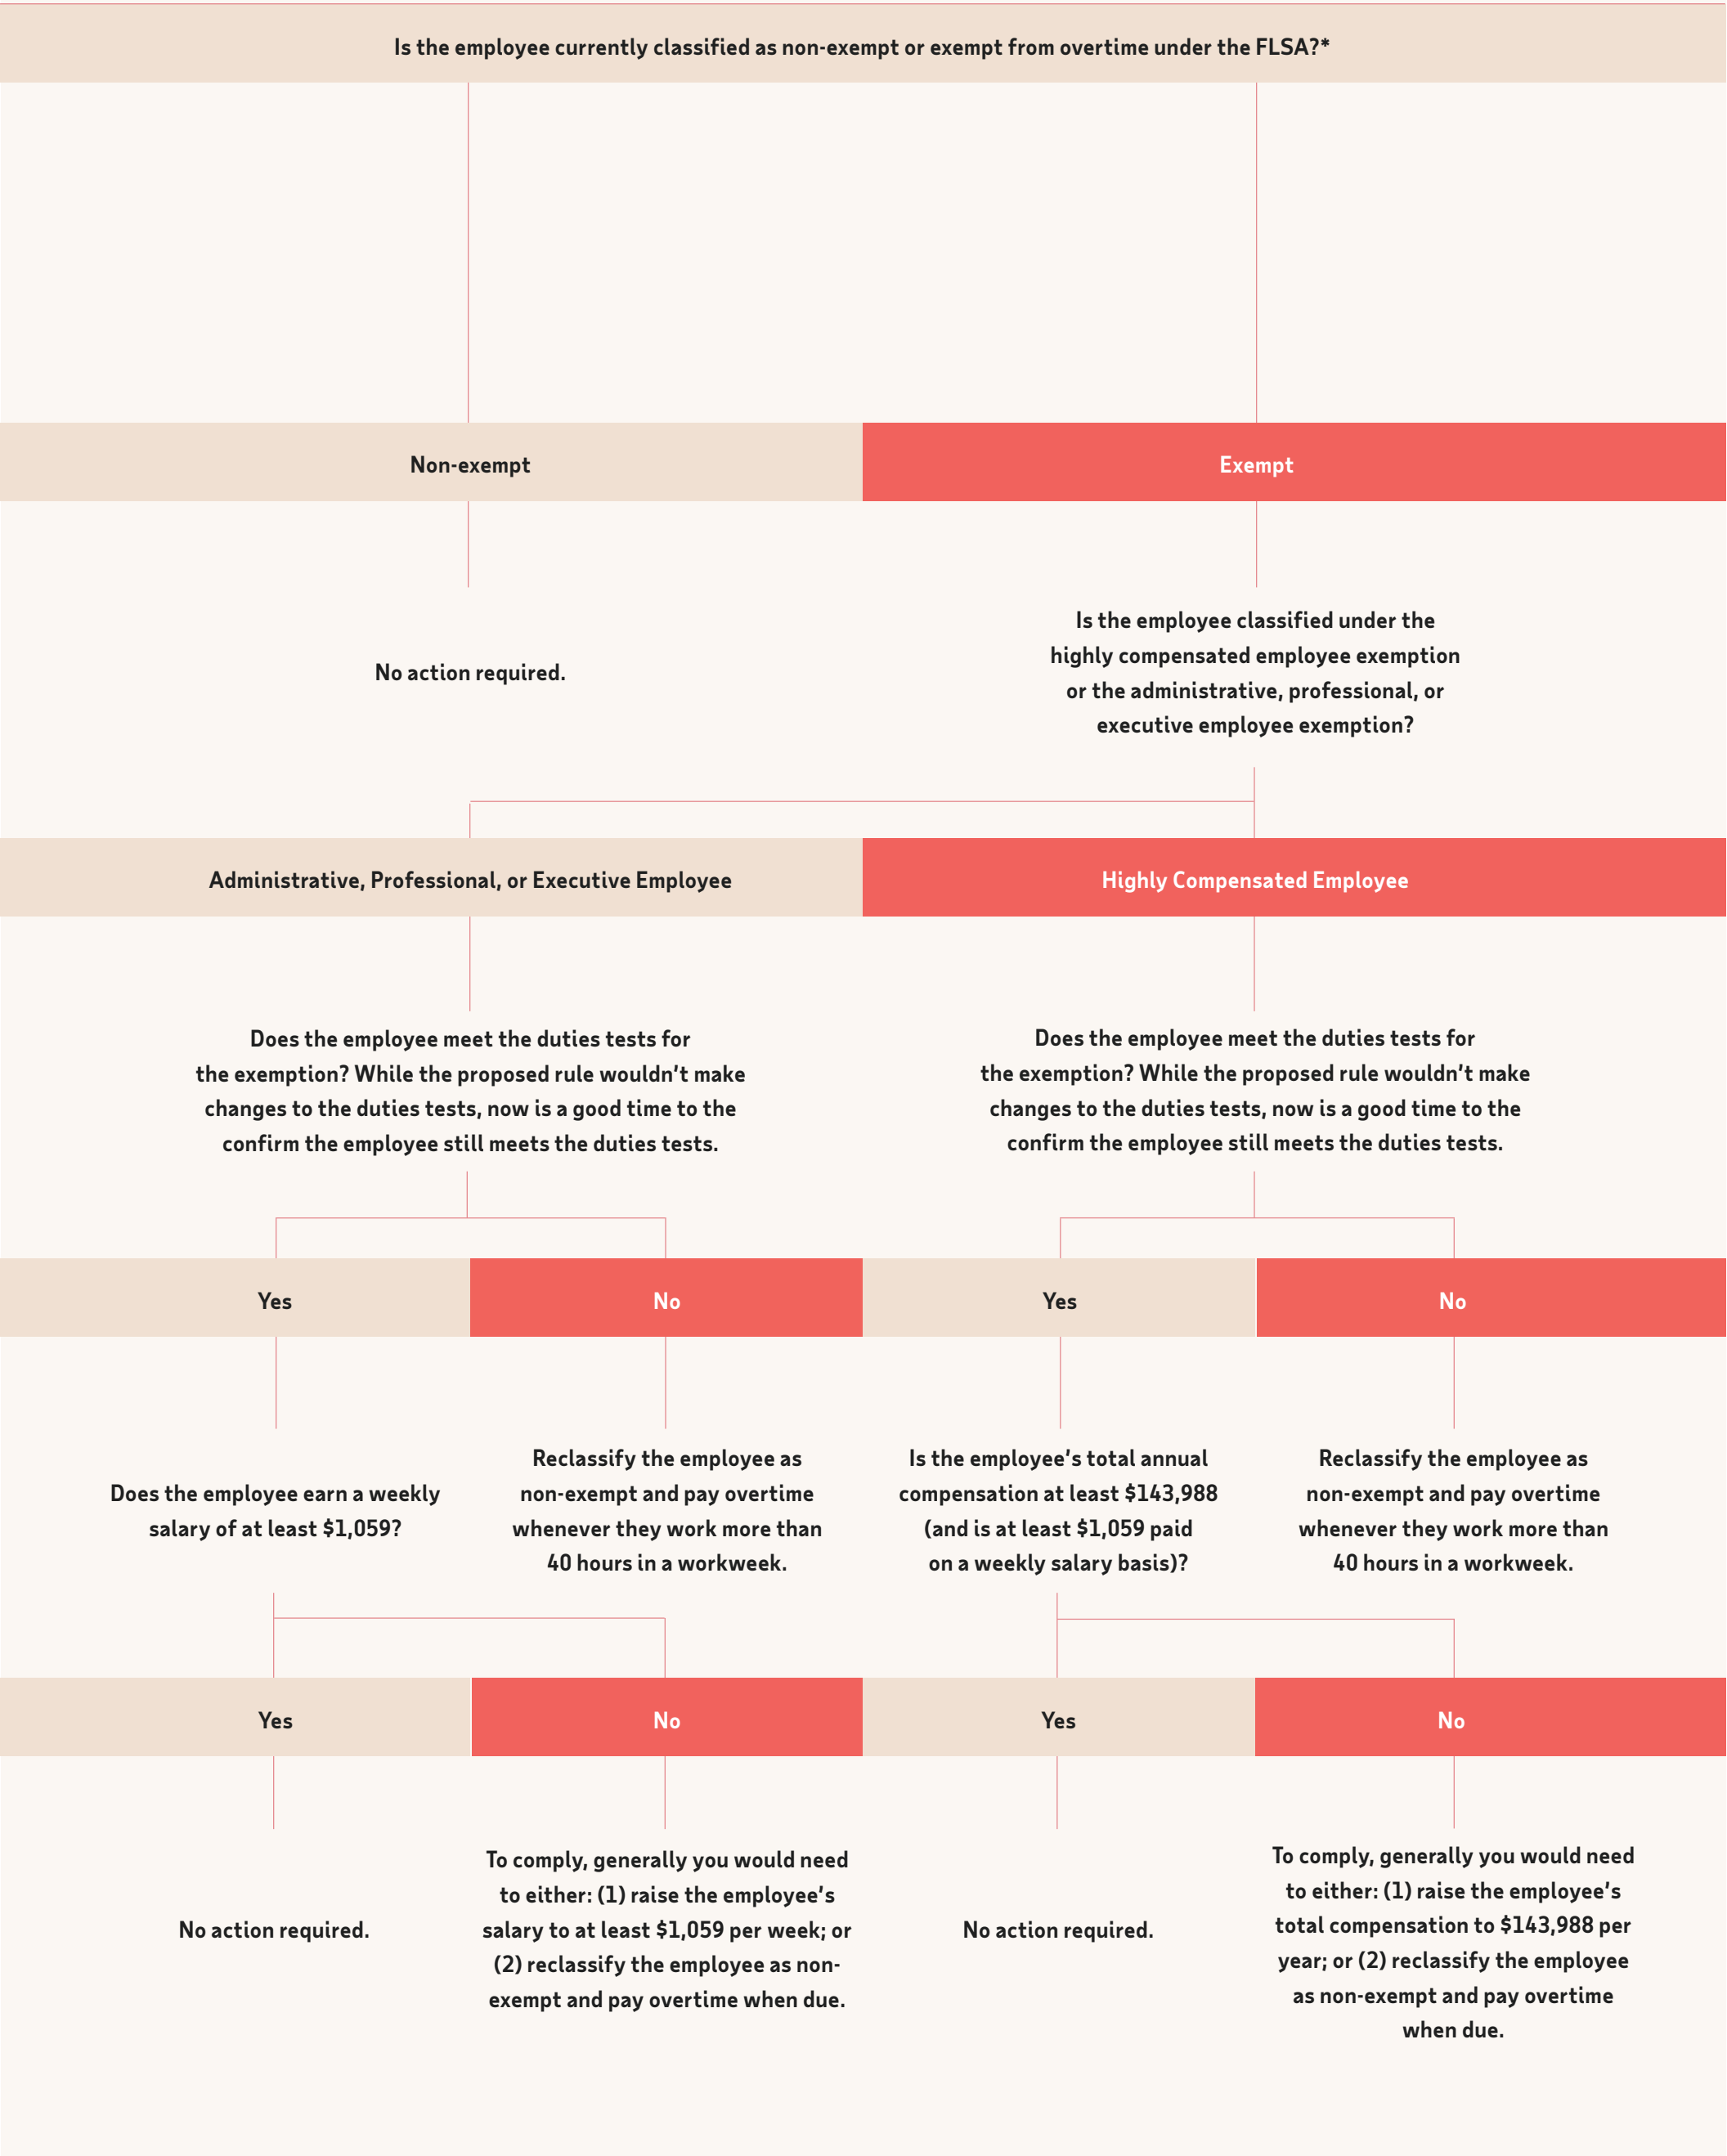 Is the employee currently classified as non-exempt or exempt from overtime under the FLSA?*
Non-exempt
Exempt
No action required.
Is the employee classified under the
highly compensated employee exemption
or the administrative, professional, or
executive employee exemption?
Administrative, Professional, or Executive Employee
Highly Compensated Employee
Does the employee meet the duties tests for
the exemption? While the proposed rule wouldn't make
changes to the duties tests, now is a good time to the
confirm the employee still meets the duties tests.
Does the employee meet the duties tests for
the exemption? While the proposed rule wouldn't make
changes to the duties tests, now is a good time to the
confirm the employee still meets the duties tests.
Yes
No
Yes
No
Does the employee earn a weekly
salary of at least $1,059?
Reclassify the employee as
non-exempt and pay overtime
whenever they work more than
40 hours in a workweek.
Is the employee's total annual
compensation at least $143,988
(and is at least $1,059 paid
on a weekly salary basis)?
Reclassify the employee as
non-exempt and pay overtime
whenever they work more than
40 hours in a workweek.
Yes
No
Yes
No
No action required.
To comply, generally you would need
to either: (1) raise the employee's
salary to at least $1,059 per week; or
(2) reclassify the employee as non-
exempt and pay overtime when due.
No action required.
To comply, generally you would need
to either: (1) raise the employee's
total compensation to $143,988 per
year; or (2) reclassify the employee
as non-exempt and pay overtime
when due.